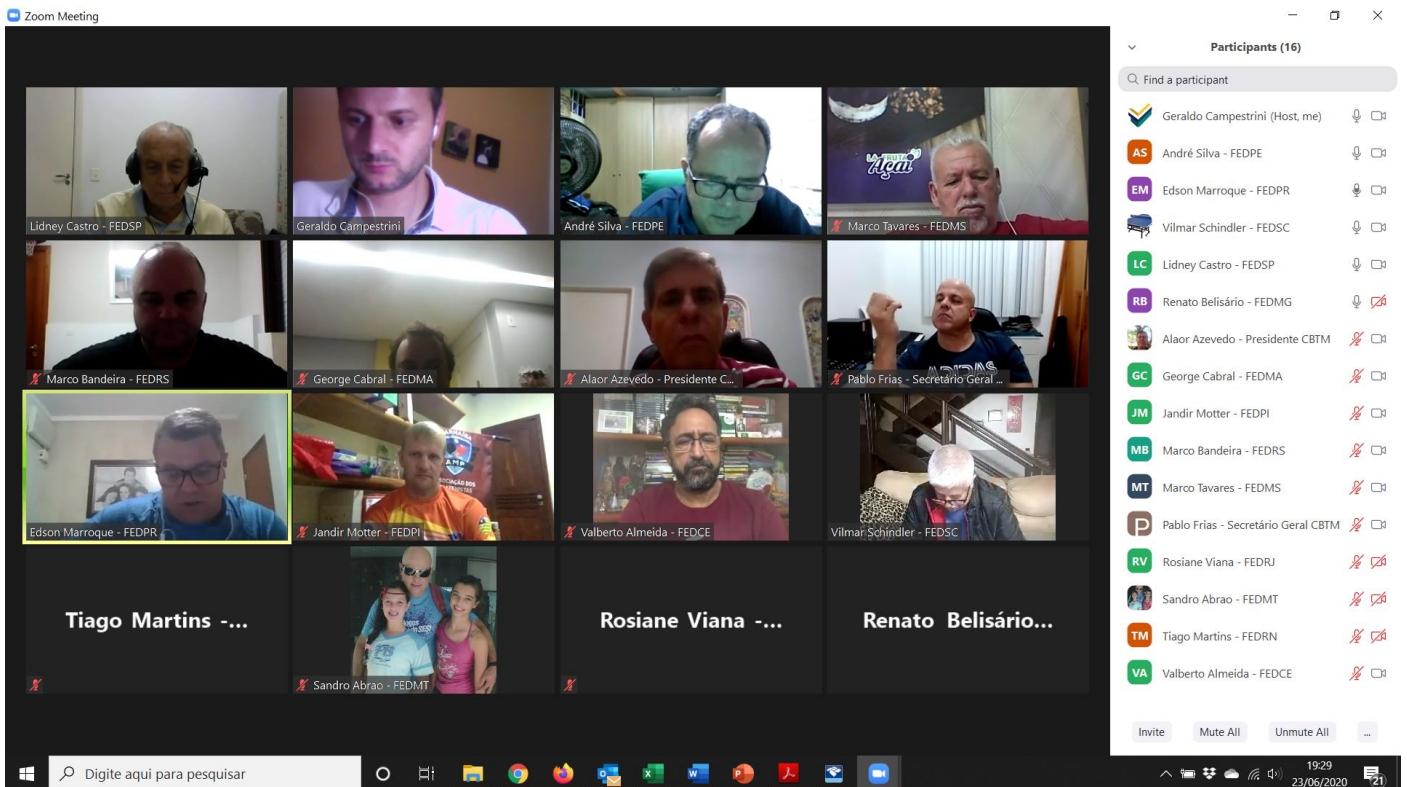 Zoom Meeting
Participants (16)
Find a participant
Geraldo Campestrini (Host, me)
AS
André Silva - FEDPE
EM
Edson Marroque - FEDPR
Vilmar Schindler - FEDSC
LC
Lidney Castro - FEDSP
RB
Renato Belisário - FEDMG
Alaor Azevedo - Presidente CBTM
GC
George Cabral - FEDMA
JM
Jandir Motter - FEDPI
MB
Marco Bandeira - FEDRS
MT
Marco Tavares - FEDMS
P
Pablo Frias - Secretário Geral CBTM
RV
Rosiane Viana - FEDRJ
Sandro Abrao - FEDMT
TM
Tiago Martins - FEDRN
VA
Valberto Almeida - FEDCE
Invite
Mute All
Unmute All
...
LA FRUTA
Açaí
Lidney Castro - FEDSP
Geraldo Campestrini
André Silva - FEDPE
Marco Tavares - FEDMS
ADIDAS
Marco Bandeira - FEDRS
George Cabral - FEDMA
Alaor Azevedo - Presidente C...
Pablo Frias - Secretário Geral ...
AMP
Edson Marroque - FEDPR
Jandir Motter - FEDPI
Valberto Almeida - FEDCE
Vilmar Schindler - FEDSC
Tiago Martins -...
Rosiane Viana -...
Renato Belisário...
Sandro Abrao - FEDMT
Digite aqui para pesquisar
19:29
23/06/2020
21